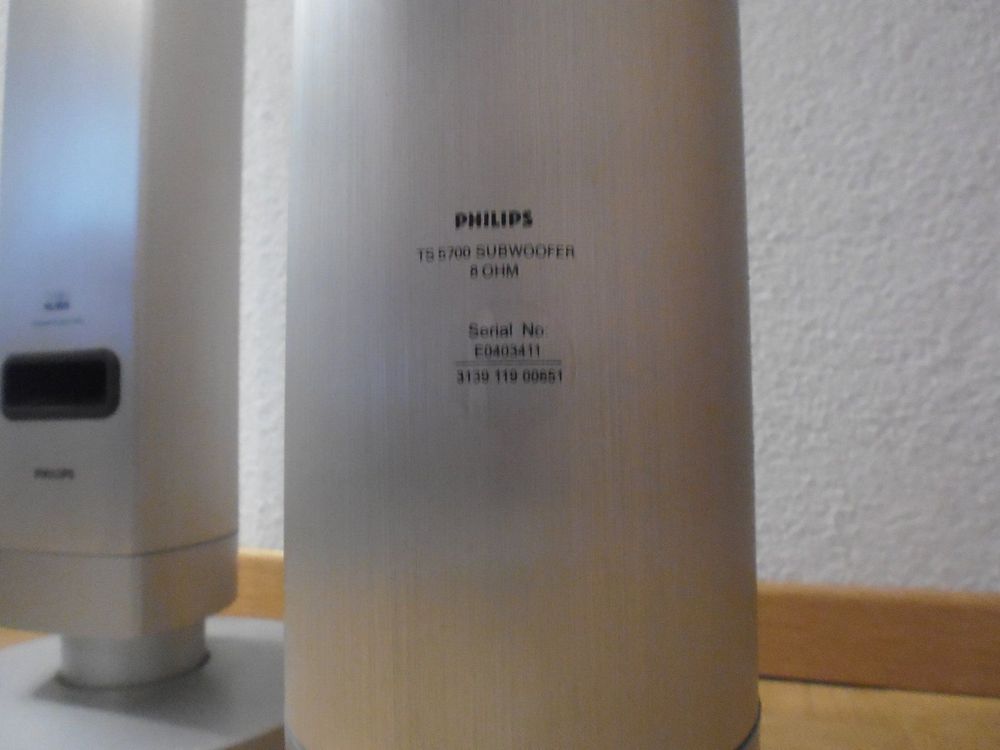 PHILIPS
TS 5700 SUBWOOFER
8 OHM
Serial No:
E0403411
3139 119 00651
PHILIPS